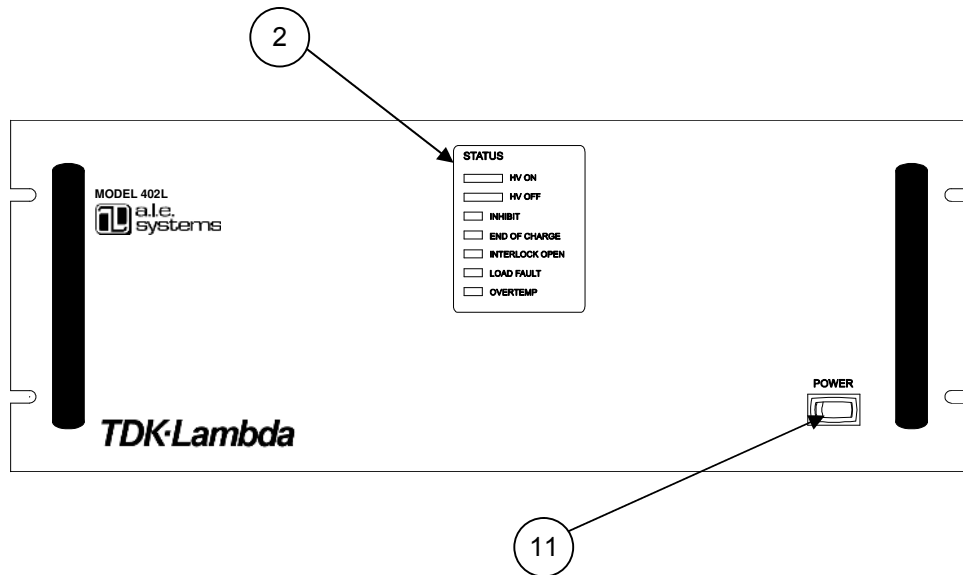 2
STATUS
HV ON
HV OFF
INHIBIT
END OF CHARGE
INTERLOCK OPEN
LOAD FAULT
OVERTEMP
MODEL 402L
a.l.e.
systems
POWER
TDK·Lambda
11